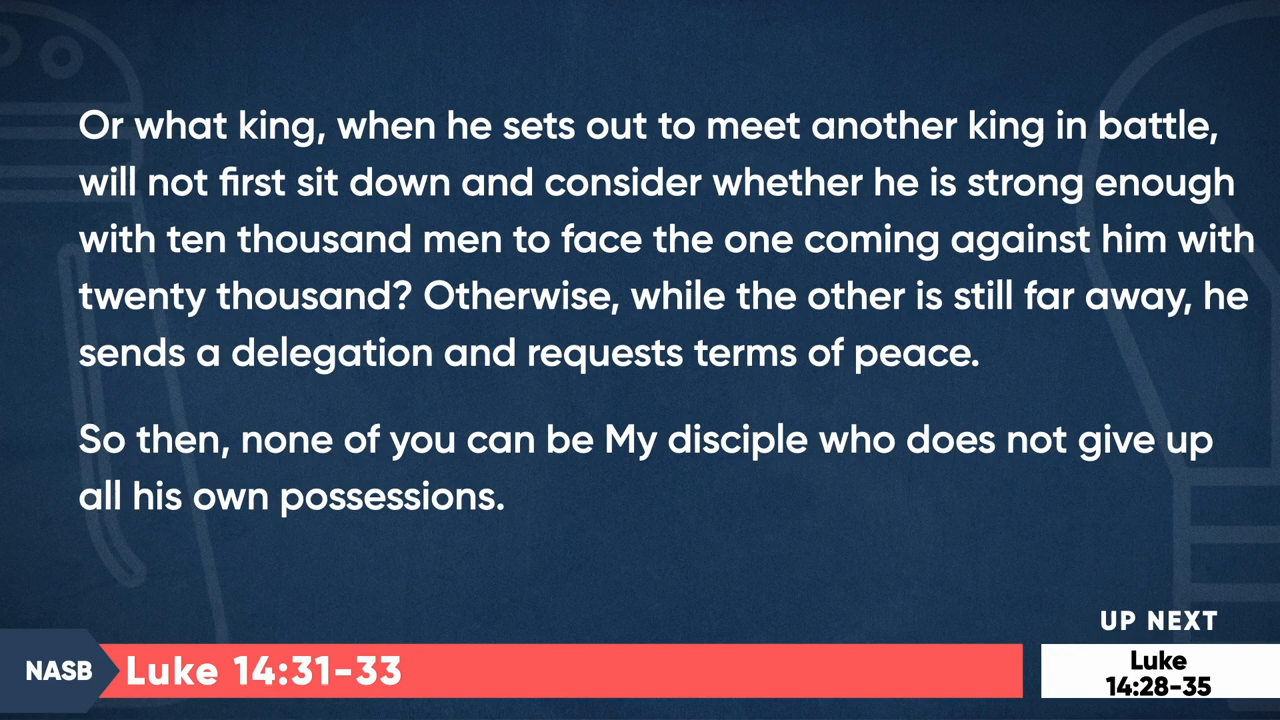 Or what king, when he sets out to meet another king in battle,
will not first sit down and consider whether he is strong enough
with ten thousand men to face the one coming against him with
twenty thousand? Otherwise, while the other is still far away, he
sends a delegation and requests terms of peace.
So then, none of you can be My disciple who does not give up
all his own possessions.
NASB
Luke 14:31-33
UP NEXT
Luke
14:28-35